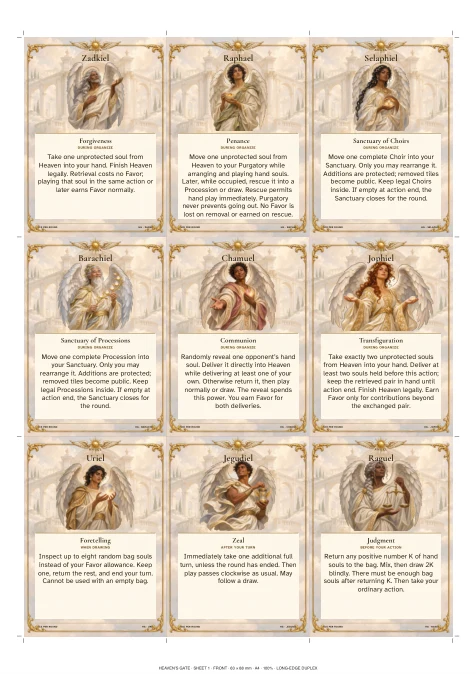 Zadkiel
Forgiveness
DURING ORGANIZE
Take one unprotected soul from
Heaven into your hand. Finish Heaven
legally. Retrieval costs no Favor;
playing that soul in the same action or
later earns Favor normally.
Raphael
Penance
DURING ORGANIZE
Move one unprotected soul from
Heaven to your Purgatory while
arranging and playing hand souls.
Later, while occupied, rescue it into a
Procession or draw. Rescue permits
hand play immediately. Purgatory
never prevents going out. No Favor is
lost on removal or earned on rescue.
Selaphiel
Sanctuary of Choirs
DURING ORGANIZE
Move one complete Choir into your
Sanctuary. Only you may rearrange it.
Additions are protected; removed tiles
become public. Keep legal Choirs
inside. If empty at action end, the
Sanctuary closes for the round.
Barachiel
Sanctuary of Processions
DURING ORGANIZE
Move one complete Procession into
your Sanctuary. Only you may
rearrange it. Additions are protected;
removed tiles become public. Keep
legal Processions inside. If empty at
action end, the Sanctuary closes for
the round.
Chamuel
Communion
DURING ORGANIZE
Randomly reveal one opponent's hand
soul. Deliver it directly into Heaven
while delivering at least one of your
own. Otherwise return it, then play
normally or draw. The reveal spends
this power. You earn Favor for
both deliveries.
Jophiel
Transfiguration
DURING ORGANIZE
Take exactly two unprotected souls
from Heaven into your hand. Deliver at
least two souls held before this action;
keep the retrieved pair in hand until
action end. Finish Heaven legally. Earn
Favor only for contributions beyond
the exchanged pair.
Uriel
Foretelling
WHEN DRAWING
Inspect up to eight random bag souls
instead of your Favor allowance. Keep
one, return the rest, and end your turn.
Cannot be used with an empty bag.
Jegudiel
Zeal
AFTER YOUR TURN
Immediately take one additional full
turn, unless the round has ended. Then
play passes clockwise as usual. May
follow a draw.
Raguel
Judgment
BEFORE YOUR ACTION
Return any positive number K of hand
souls to the bag. Mix, then draw 2K
blindly. There must be enough bag
souls after returning K. Then take your
ordinary action.
HEAVEN'S GATE · SHEET 1 · FRONT · 63 x 88 mm · A4 · 100% · LONG-EDGE DUPLEX